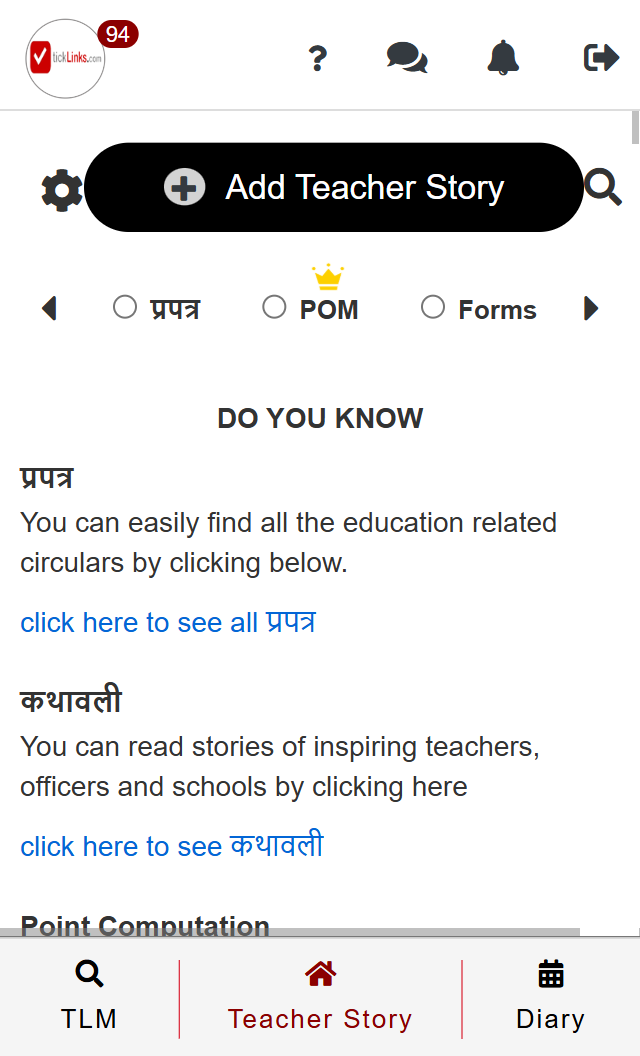 94
tickLinks.com
?
Add Teacher Story
प्रपत्र
POM
Forms
DO YOU KNOW
प्रपत्र
You can easily find all the education related
circulars by clicking below.
click here to see all प्रपत्र
कथावली
You can read stories of inspiring teachers,
officers and schools by clicking here
click here to see कथावली
Point Computation
TLM
Teacher Story
Diary